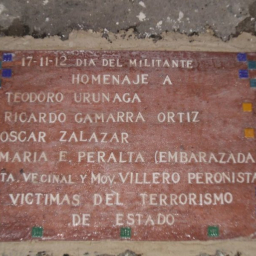 17-11-12 DIA DEL MILITANTE
HOMENAJE A
TEODORO URUNAGA
RICARDO GAMARRA ORTIZ
OSCAR ZALAZAR
MARIA E. PERALTA (EMBARAZADA
TA. VECINAL Y MOV. VILLERO PERONISTA
VICTIMAS DEL TERRORISMO
DE ESTADO